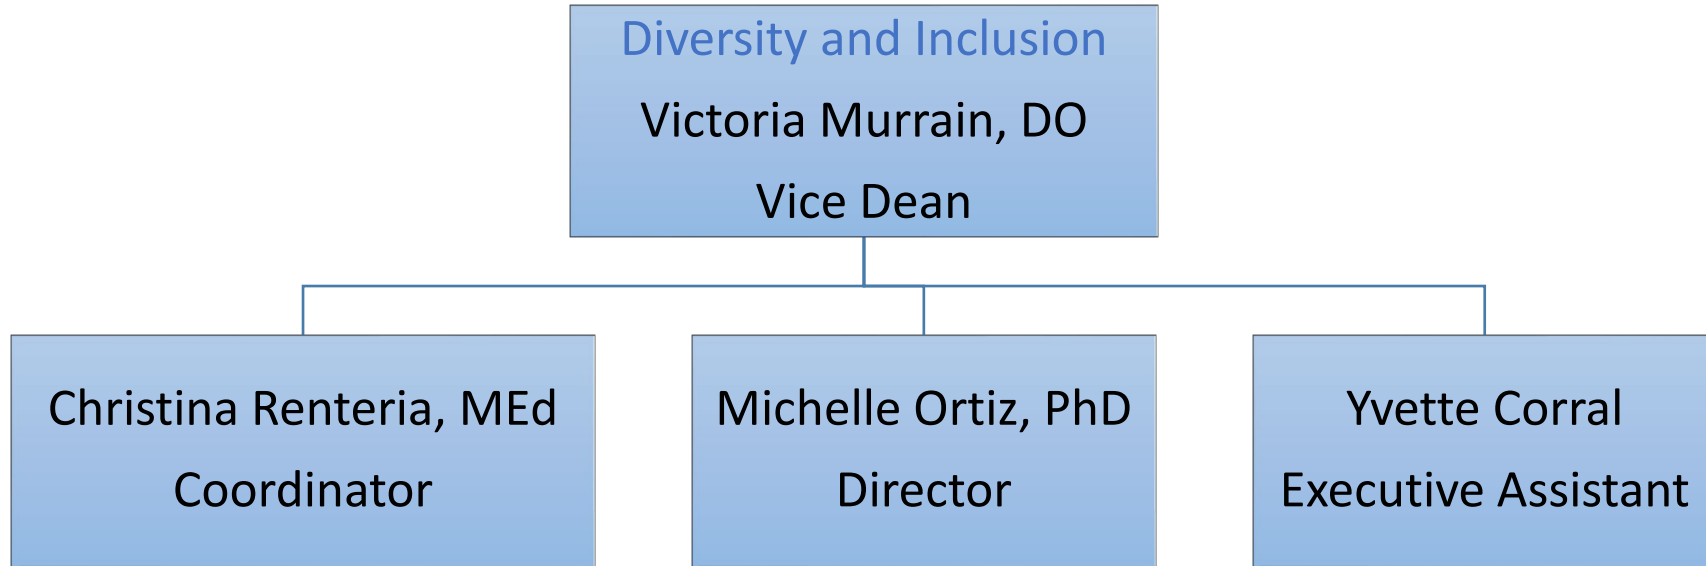 Diversity and Inclusion
Victoria Murrain, DO
Vice Dean
Christina Renteria, MEd
Coordinator
Michelle Ortiz, PhD
Director
Yvette Corral
Executive Assistant